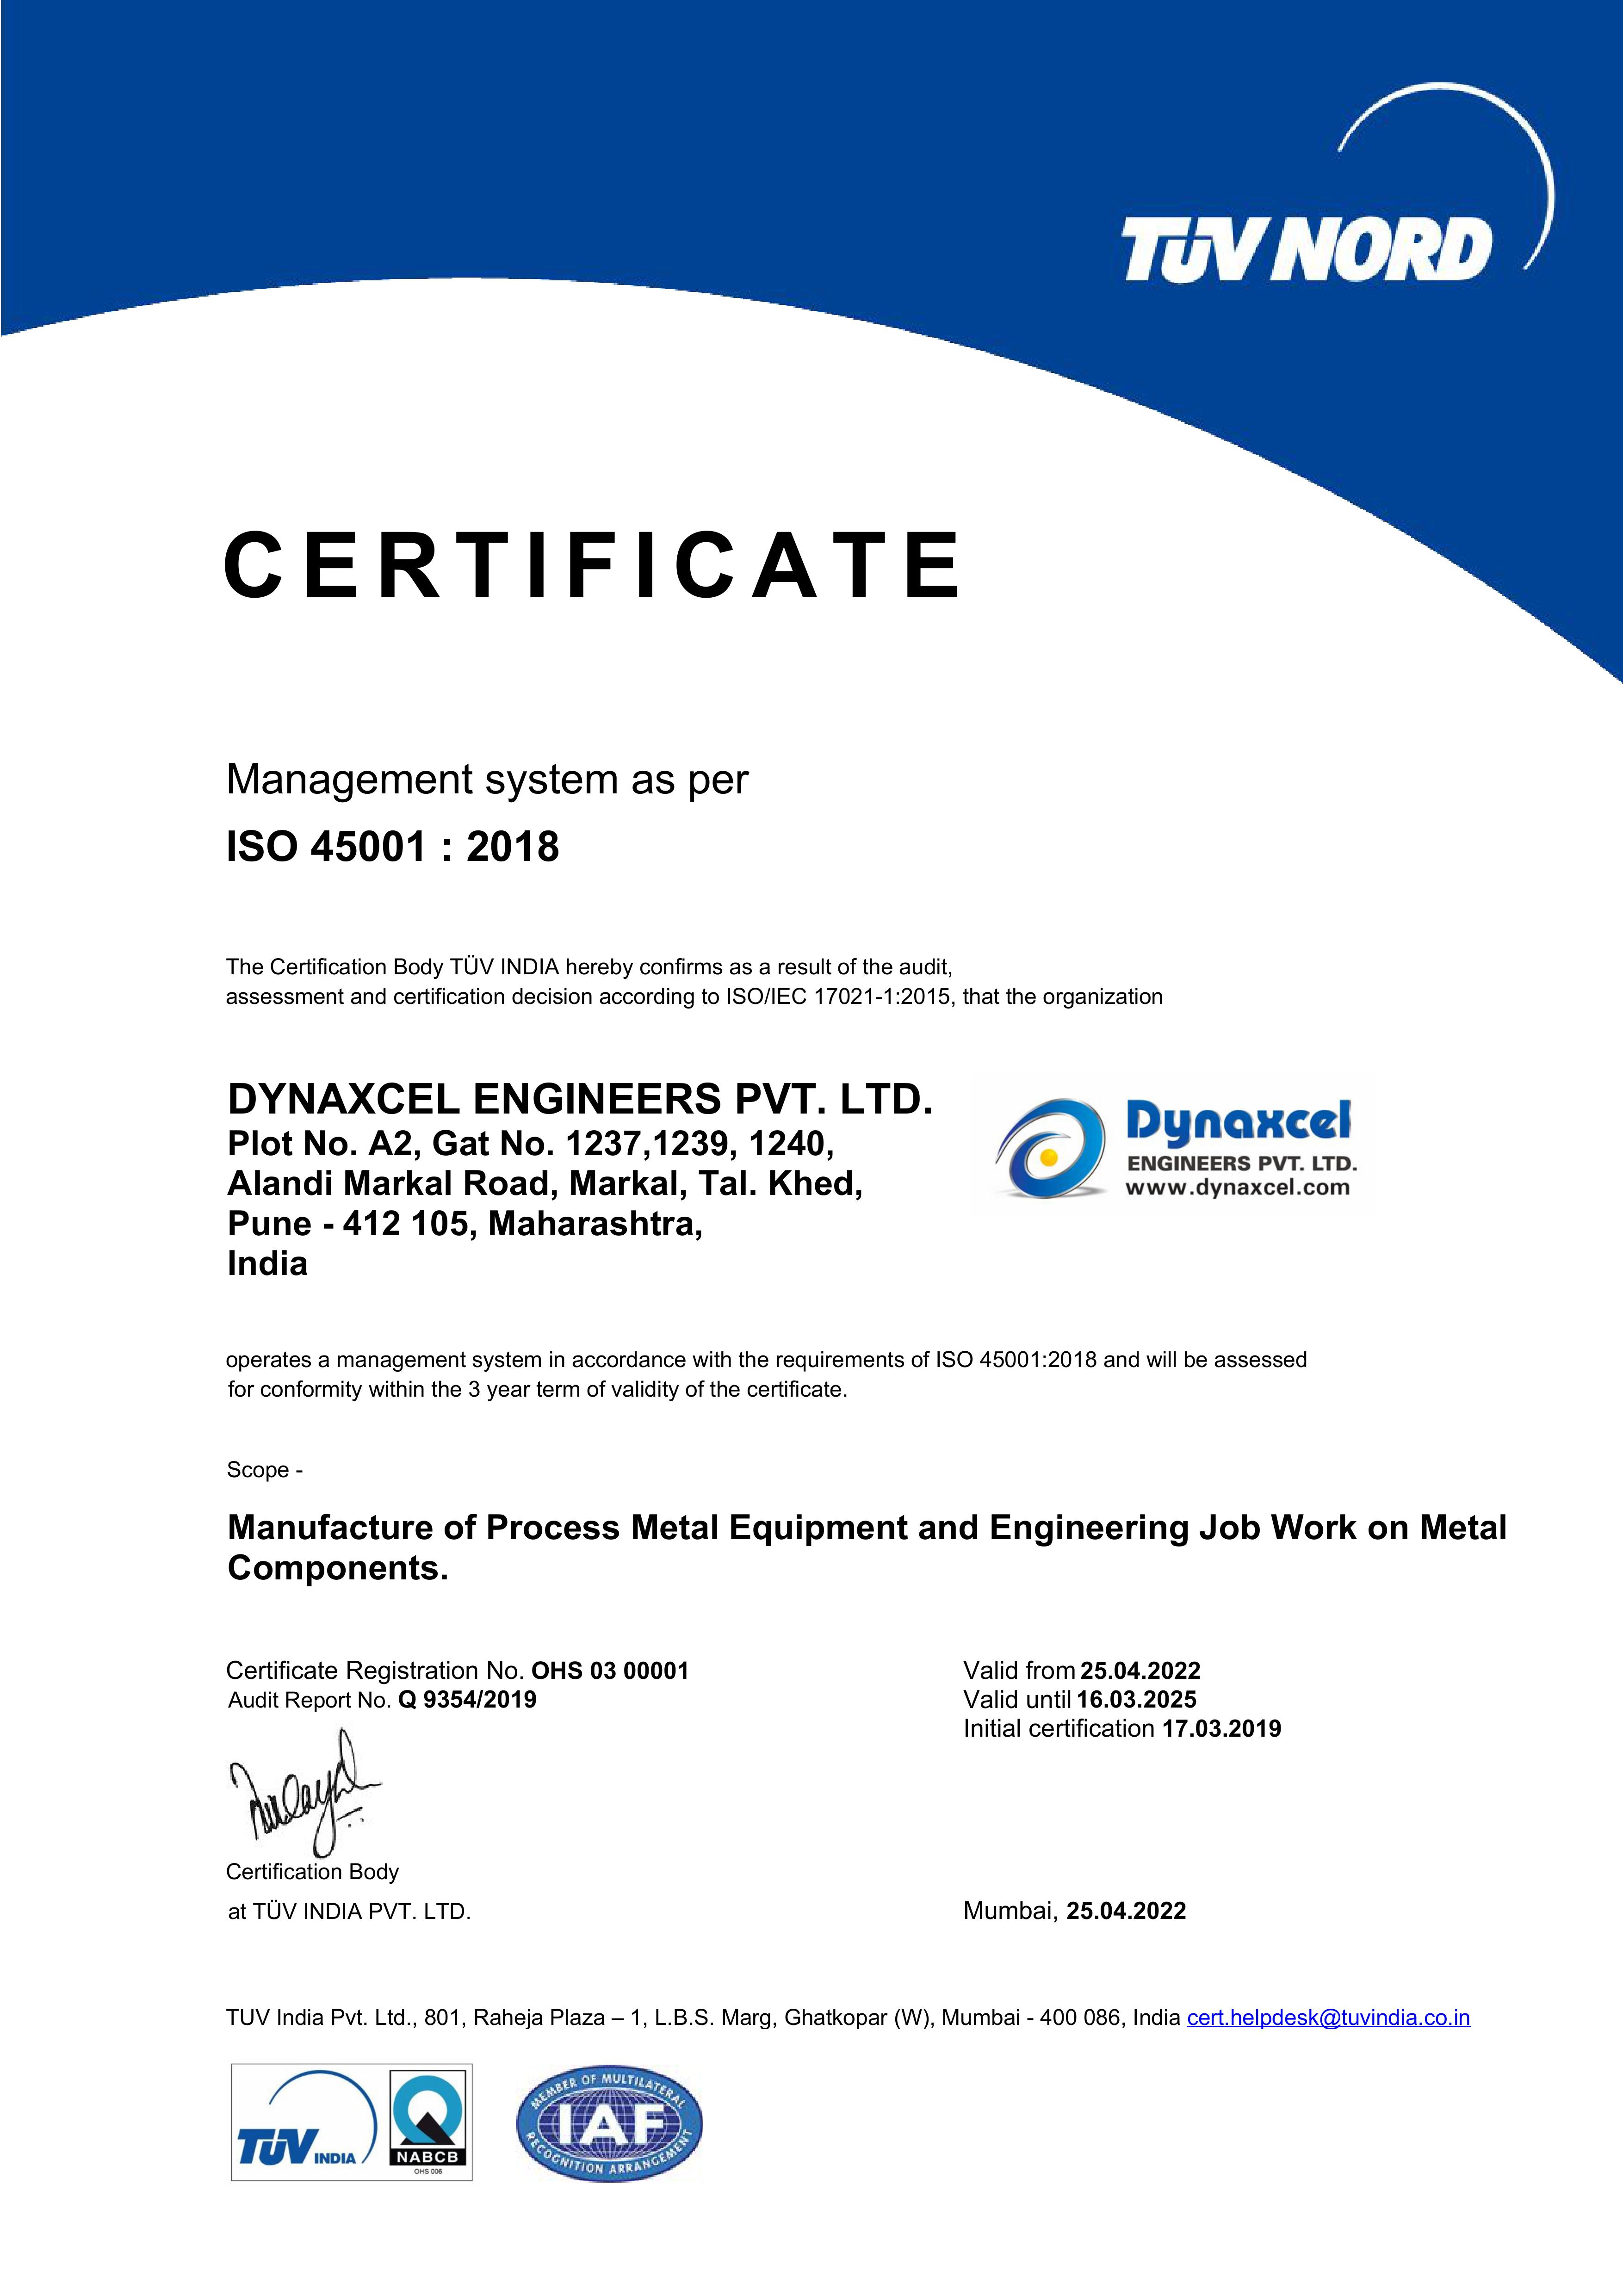 TÜV NORD
CERTIFICATE
Management system as per
ISO 45001 : 2018
The Certification Body TÜV INDIA hereby confirms as a result of the audit,
assessment and certification decision according to ISO/IEC 17021-1:2015, that the organization
DYNAXCEL ENGINEERS PVT. LTD.
Plot No. A2, Gat No. 1237,1239, 1240,
Alandi Markal Road, Markal, Tal. Khed,
Pune - 412 105, Maharashtra,
India
Dynaxcel
ENGINEERS PVT. LTD.
www.dynaxcel.com
operates a management system in accordance with the requirements of ISO 45001:2018 and will be assessed
for conformity within the 3 year term of validity of the certificate.
Scope -
Manufacture of Process Metal Equipment and Engineering Job Work on Metal
Components.
Certificate Registration No. OHS 03 00001
Audit Report No. Q 9354/2019
Valid from 25.04.2022
Valid until 16.03.2025
Initial certification 17.03.2019
Certification Body
at TÜV INDIA PVT. LTD.
Mumbai, 25.04.2022
TUV India Pvt. Ltd., 801, Raheja Plaza – 1, L.B.S. Marg, Ghatkopar (W), Mumbai - 400 086, India cert.helpdesk@tuvindia.co.in
TÜV INDIA
NABCB
OHS 006
MEMBER OF MULTILATERAL
IAF
RECOGNITION ARRANGEMENT